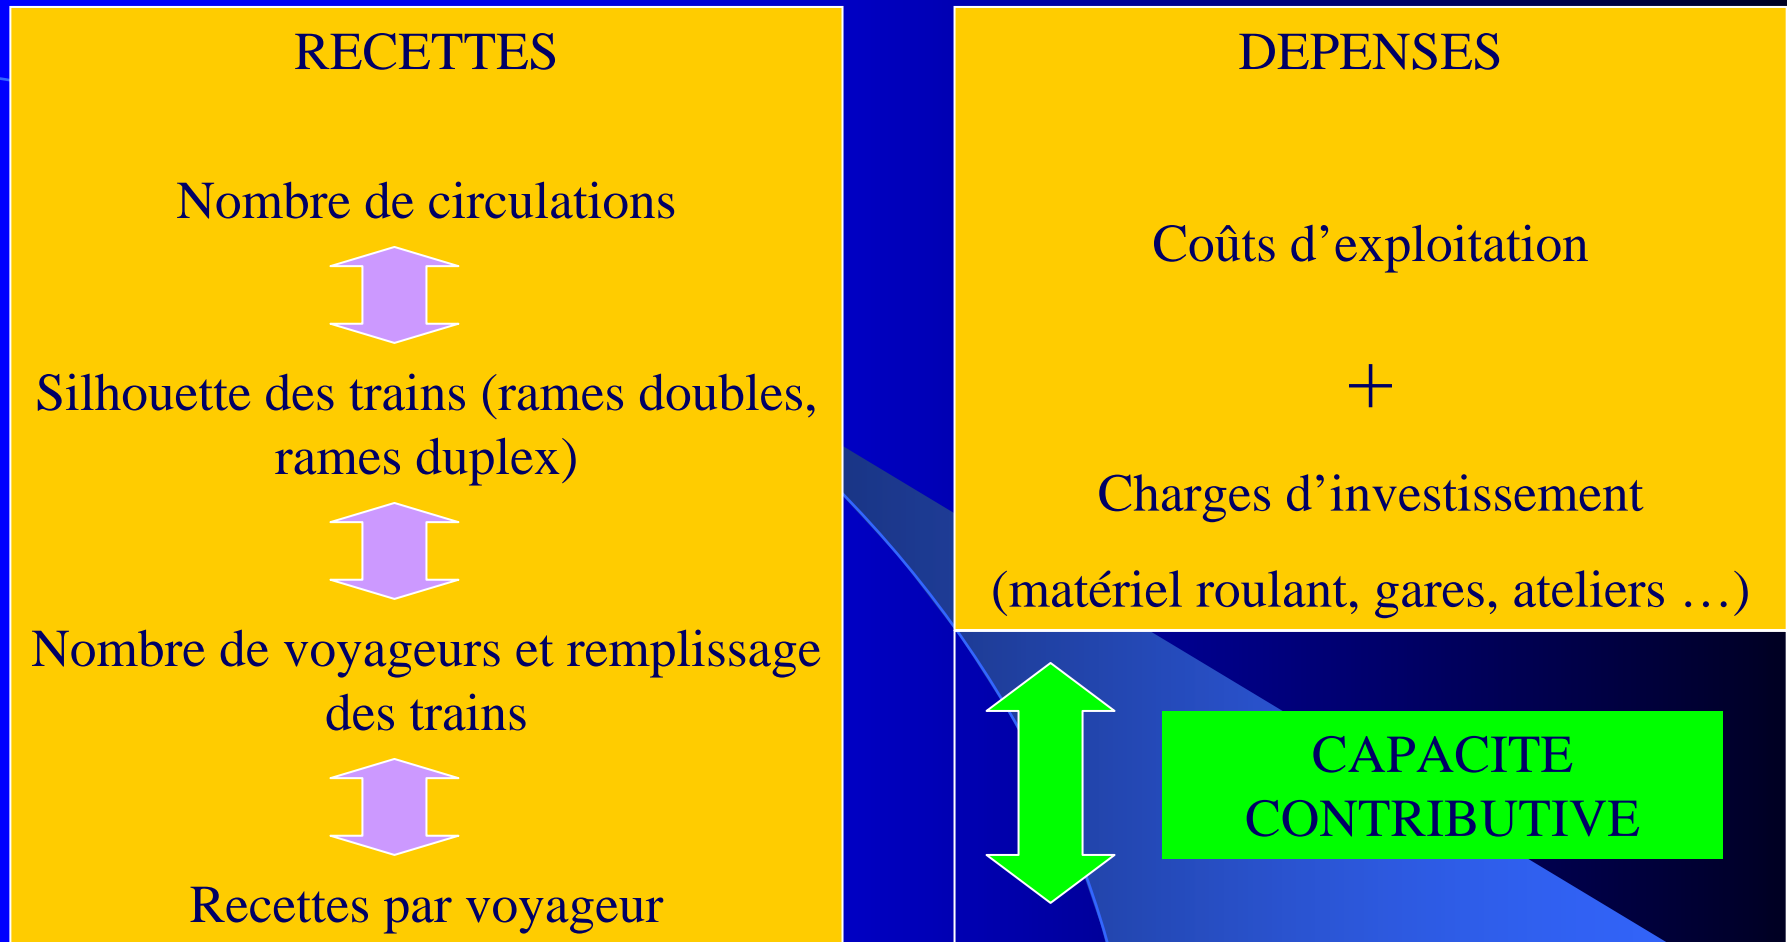 RECETTES
Nombre de circulations
Silhouette des trains (rames doubles,
rames duplex)
Nombre de voyageurs et remplissage
des trains
Recettes par voyageur
DEPENSES
Coûts d’exploitation
+
Charges d’investissement
(matériel roulant, gares, ateliers …)
CAPACITE
CONTRIBUTIVE